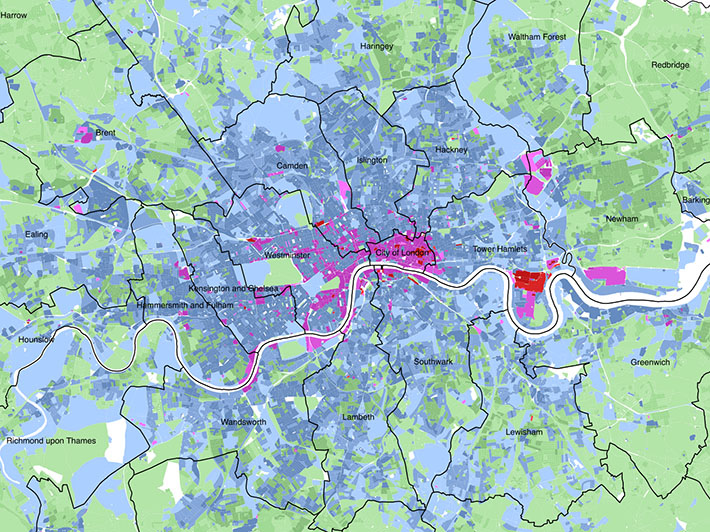 Harrow
Haringey
Waltham Forest
Redbridge
Brent
Hackney
Islington
Camden
Barking
Newham
Ealing
Westminster
City of London
Tower Hamlets
Kensington and Chelsea
Hammersmith and Fulham
Hounslow
Southwark
Greenwich
Lambeth
Wandsworth
Lewisham
Richmond upon Thames